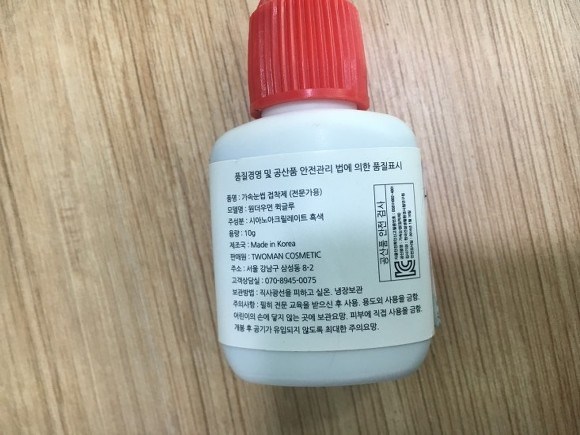 품질경영 및 공산품 안전관리 법에 의한 품질표시
품명 : 가속눈썹 접착제 (전문가용)
모델명 : 원더우먼 퀵글루
주성분 : 시아노아크릴레이트 흑색
용량 : 10g
제조국 : Made in Korea
판매원 : TWOMAN COSMETIC
주소 : 서울 강남구 삼성동 8-2
고객상담실 : 070-8945-0075
보관방법 : 직사광선을 피하고 실온. 냉장보관
주의사항 : 필히 전문 교육을 받으신 후 사용. 용도외 사용을 금함.
어린이의 손에 닿지 않는 곳에 보관요망. 피부에 직접 사용을 금함.
개봉 후 공기가 유입되지 않도록 최대한 주의요망.
공산품 안전 검사